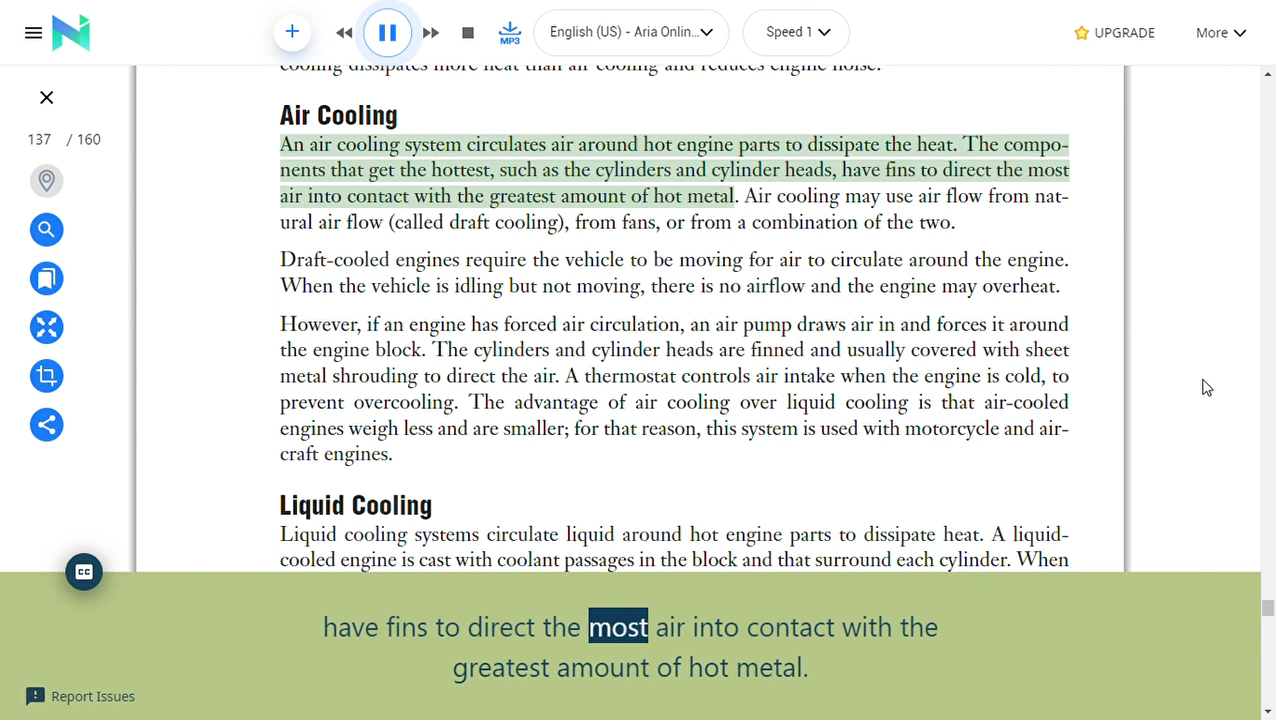 MP3
English (US) - Aria Onlin...
Speed 1
UPGRADE
More
137 / 160
cooling dissipates more heat than air cooling and reduces engine noise.
Air Cooling
An air cooling system circulates air around hot engine parts to dissipate the heat. The compo-
nents that get the hottest, such as the cylinders and cylinder heads, have fins to direct the most
air into contact with the greatest amount of hot metal. Air cooling may use air flow from nat-
ural air flow (called draft cooling), from fans, or from a combination of the two.
Draft-cooled engines require the vehicle to be moving for air to circulate around the engine.
When the vehicle is idling but not moving, there is no airflow and the engine may overheat.
However, if an engine has forced air circulation, an air pump draws air in and forces it around
the engine block. The cylinders and cylinder heads are finned and usually covered with sheet
metal shrouding to direct the air. A thermostat controls air intake when the engine is cold, to
prevent overcooling. The advantage of air cooling over liquid cooling is that air-cooled
engines weigh less and are smaller; for that reason, this system is used with motorcycle and air-
craft engines.
Liquid Cooling
Liquid cooling systems circulate liquid around hot engine parts to dissipate heat. A liquid-
cooled engine is cast with coolant passages in the block and that surround each cylinder. When
CC
have fins to direct the most air into contact with the
greatest amount of hot metal.
Report Issues